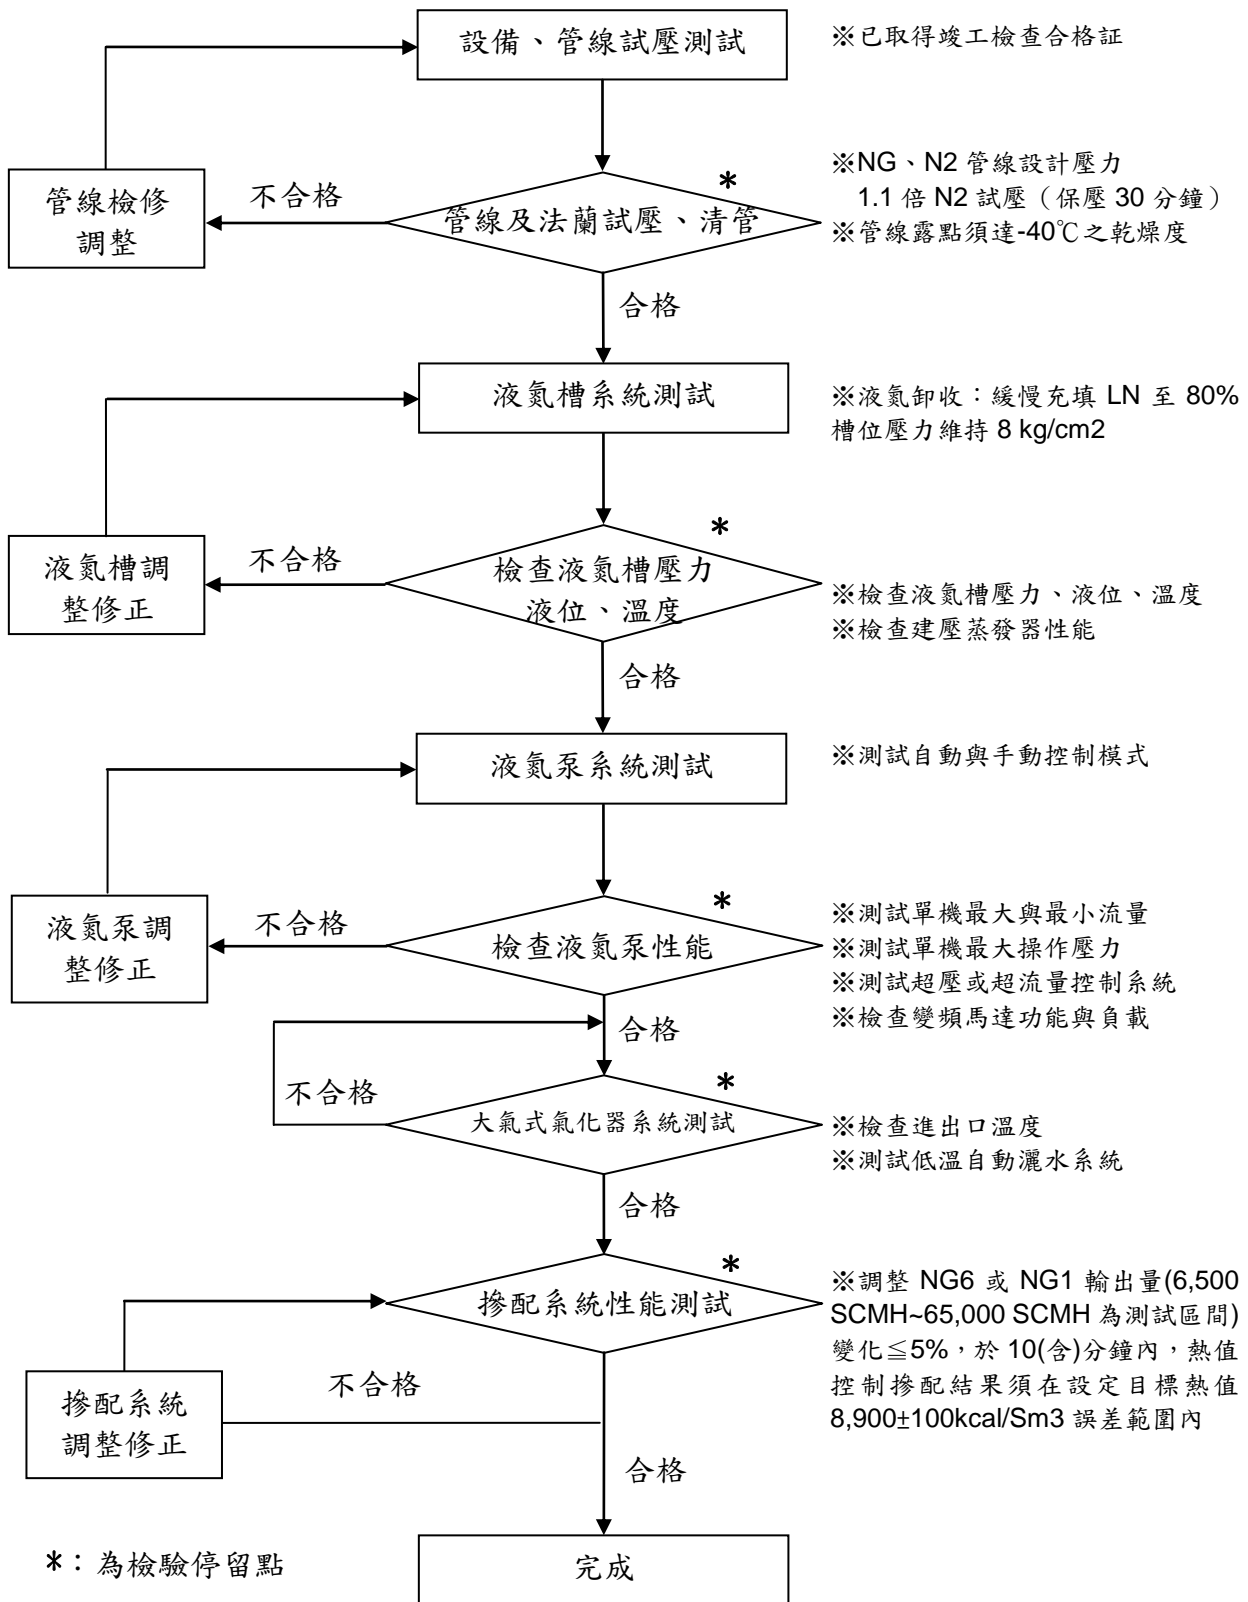 設備、管線試壓測試
※已取得竣工檢查合格証
管線檢修
調整
不合格
*
管線及法蘭試壓、清管
※NG、N2 管線設計壓力
1.1 倍 N2 試壓（保壓 30 分鐘）
※管線露點須達-40℃之乾燥度
合格
液氮槽系統測試
※液氮卸收：緩慢充填 LN 至 80%
槽位壓力維持 8 kg/cm2
液氮槽調
整修正
不合格
*
檢查液氮槽壓力
液位、溫度
※檢查液氮槽壓力、液位、溫度
※檢查建壓蒸發器性能
合格
液氮泵系統測試
※測試自動與手動控制模式
液氮泵調
整修正
不合格
*
檢查液氮泵性能
※測試單機最大與最小流量
※測試單機最大操作壓力
※測試超壓或超流量控制系統
※檢查變頻馬達功能與負載
合格
不合格
*
大氣式氣化器系統測試
※檢查進出口溫度
※測試低溫自動灑水系統
合格
*
摻配系統性能測試
※調整 NG6 或 NG1 輸出量(6,500
SCMH~65,000 SCMH 為測試區間)
變化≦5%，於 10(含)分鐘內，熱值
控制摻配結果須在設定目標熱值
8,900±100kcal/Sm3 誤差範圍內
摻配系統
調整修正
不合格
合格
*：為檢驗停留點
完成